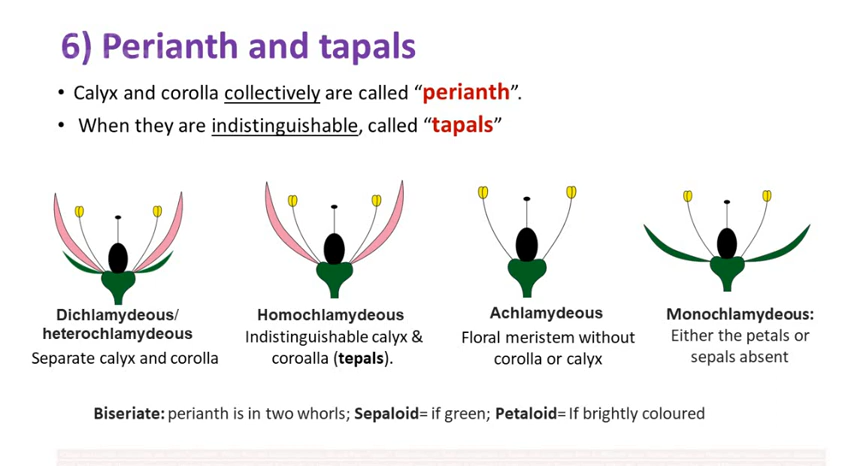 6) Perianth and tapals
• Calyx and corolla collectively are called “perianth”.
• When they are indistinguishable, called “tapals”
Dichlamydeous/
heterochlamydeous
Separate calyx and corolla
Homochlamydeous
Indistinguishable calyx &
coroalla (tepals).
Achlamydeous
Floral meristem without
corolla or calyx
Monochlamydeous:
Either the petals or
sepals absent
Biseriate: perianth is in two whorls; Sepaloid= if green; Petaloid= If brightly coloured